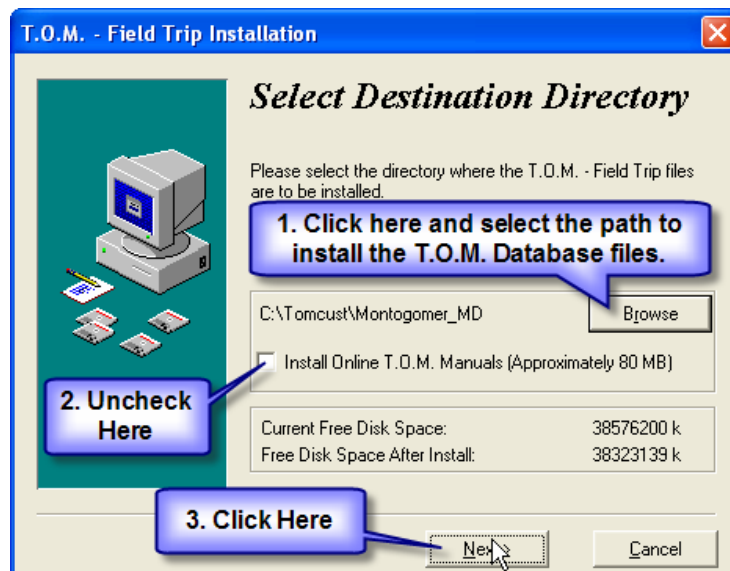 T.O.M. - Field Trip Installation
Select Destination Directory
Please select the directory where the T.O.M. - Field Trip files
are to be installed.
1. Click here and select the path to
install the T.O.M. Database files.
C:\Tomcust\Montogomer_MD
Browse
Install Online T.O.M. Manuals (Approximately 80 MB)
2. Uncheck
Here
Current Free Disk Space: 38576200 k
Free Disk Space After Install: 38323139 k
3. Click Here
Next >
Cancel